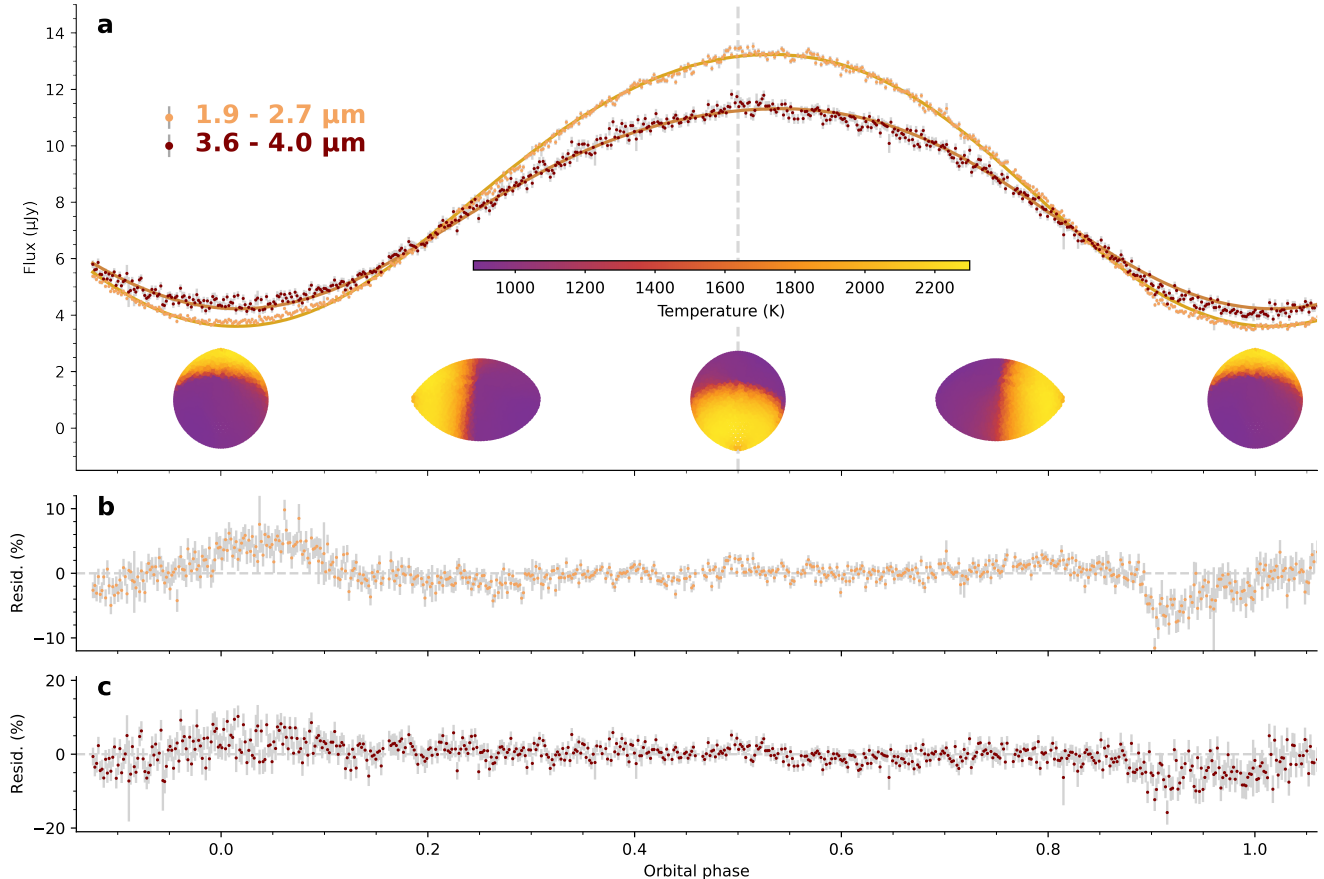 a
14
12
10
8
6
4
2
0
Flux (μJy)
1.9 - 2.7 μm
3.6 - 4.0 μm
1000 1200 1400 1600 1800 2000 2200
Temperature (K)
b
10
0
−10
Resid. (%)
c
20
0
−20
Resid. (%)
0.0 0.2 0.4 0.6 0.8 1.0
Orbital phase